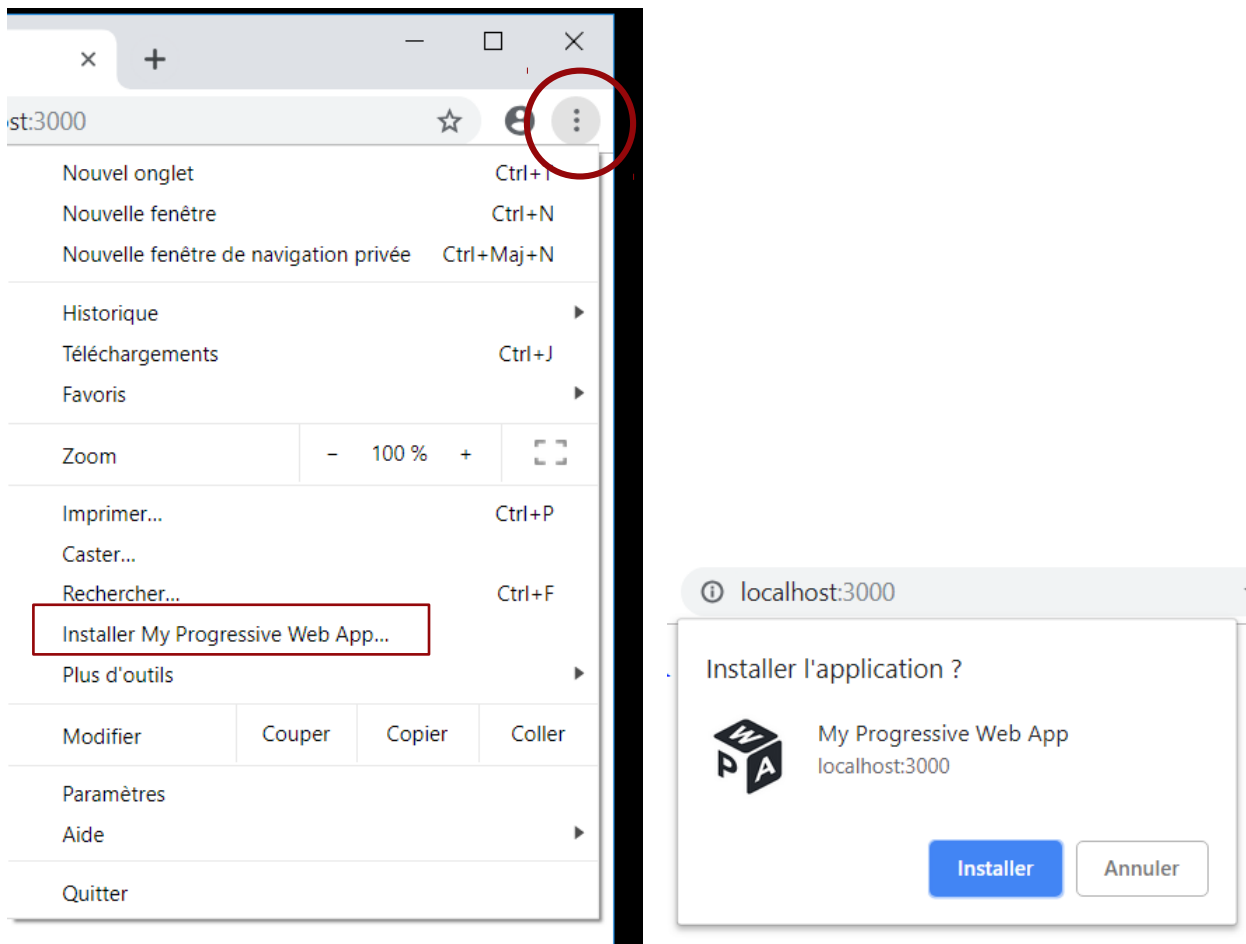 ost:3000
Nouvel onglet Ctrl+T
Nouvelle fenêtre Ctrl+N
Nouvelle fenêtre de navigation privée Ctrl+Maj+N
Historique
Téléchargements Ctrl+J
Favoris
Zoom - 100 % +
Imprimer... Ctrl+P
Caster...
Rechercher... Ctrl+F
Installer My Progressive Web App...
Plus d'outils
Modifier Couper Copier Coller
Paramètres
Aide
Quitter
localhost:3000
Installer l'application ?
PWA
My Progressive Web App
localhost:3000
Installer Annuler